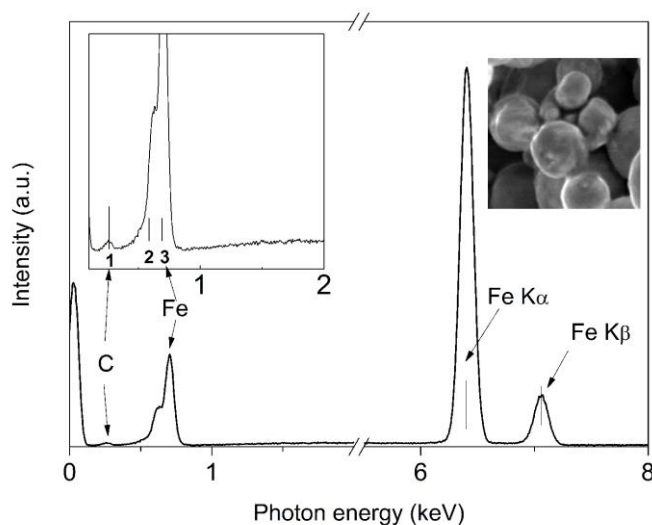 Intensity (a.u.)
1
2
3
1
2
C
Fe
Fe Kα
Fe Kβ
0
1
6
8
Photon energy (keV)